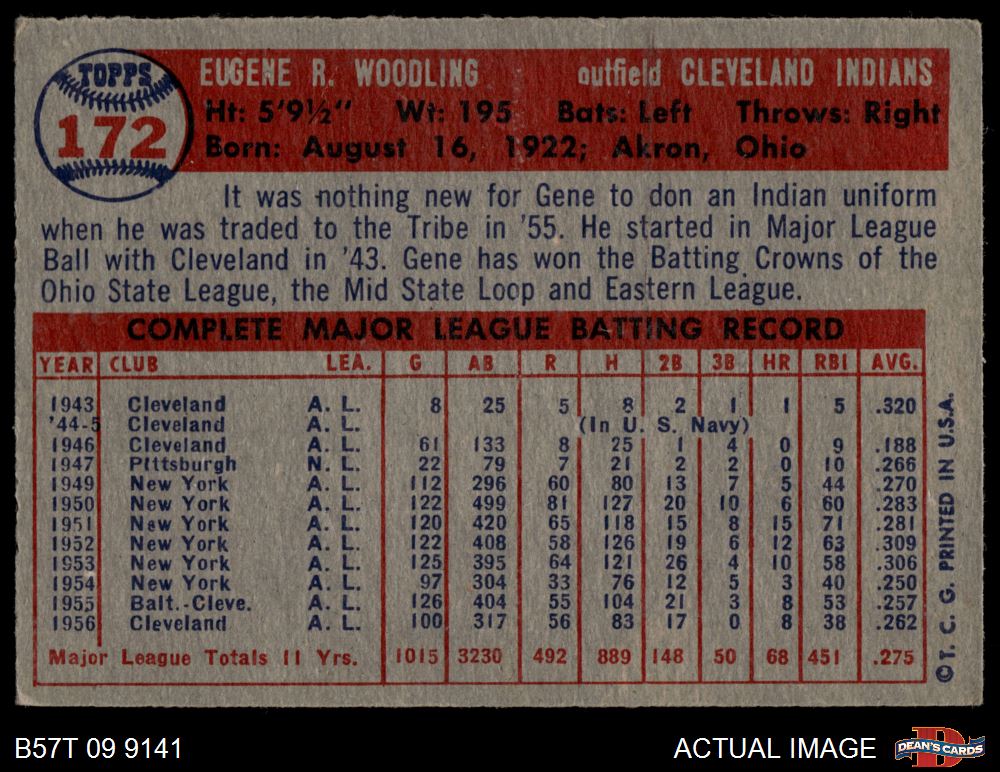 TOPPS
172
EUGENE R. WOODLING outfield CLEVELAND INDIANS
Ht: 5'9½" Wt: 195 Bats: Left Throws: Right
Born: August 16, 1922; Akron, Ohio
It was nothing new for Gene to don an Indian uniform
when he was traded to the Tribe in '55. He started in Major League
Ball with Cleveland in '43. Gene has won the Batting Crowns of the
Ohio State League, the Mid State Loop and Eastern League.
COMPLETE MAJOR LEAGUE BATTING RECORD
YEAR CLUB LEA. G AB R H 2B 3B HR RBI AVG.
1943 Cleveland A. L. 8 25 5 8 2 1 1 5 .320
'44-5 Cleveland A. L. (In U. S. Navy)
1946 Cleveland A. L. 61 133 8 25 1 4 0 9 .188
1947 Pittsburgh N. L. 22 79 7 21 2 2 0 10 .266
1949 New York A. L. 112 296 60 80 13 7 5 44 .270
1950 New York A. L. 122 499 81 127 20 10 6 60 .283
1951 New York A. L. 120 420 65 118 15 8 15 71 .281
1952 New York A. L. 122 408 58 126 19 6 12 63 .309
1953 New York A. L. 125 395 64 121 26 4 10 58 .306
1954 New York A. L. 97 304 33 76 12 5 3 40 .250
1955 Balt.-Cleve. A. L. 126 404 55 104 21 3 8 53 .257
1956 Cleveland A. L. 100 317 56 83 17 0 8 38 .262
Major League Totals 11 Yrs. 1015 3230 492 889 148 50 68 451 .275
©T. C. G. PRINTED IN U.S.A.
B57T 09 9141
ACTUAL IMAGE
DEAN'S CARDS